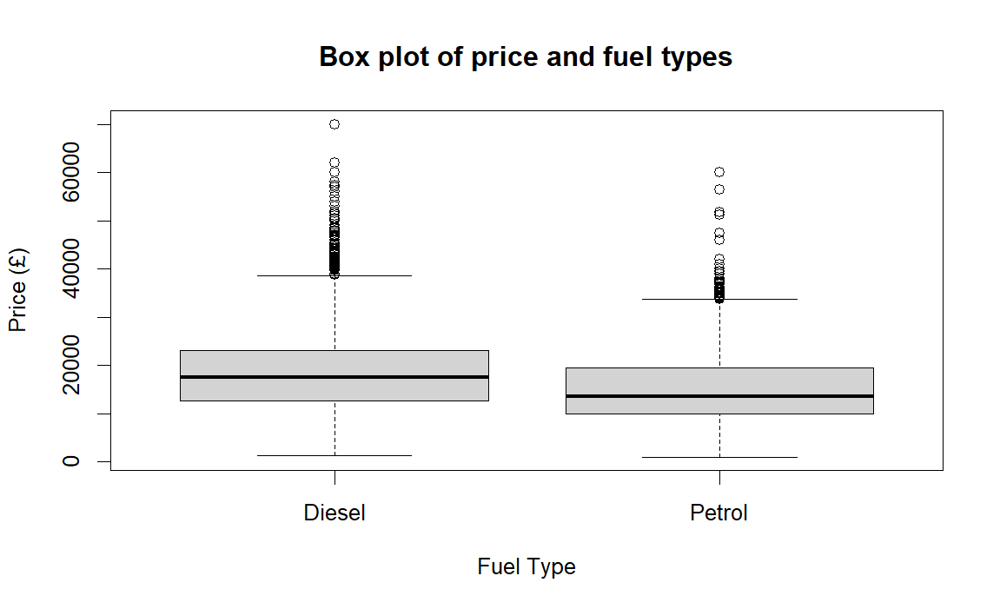 Box plot of price and fuel types
Price (£)
60000
40000
20000
0
Diesel
Petrol
Fuel Type